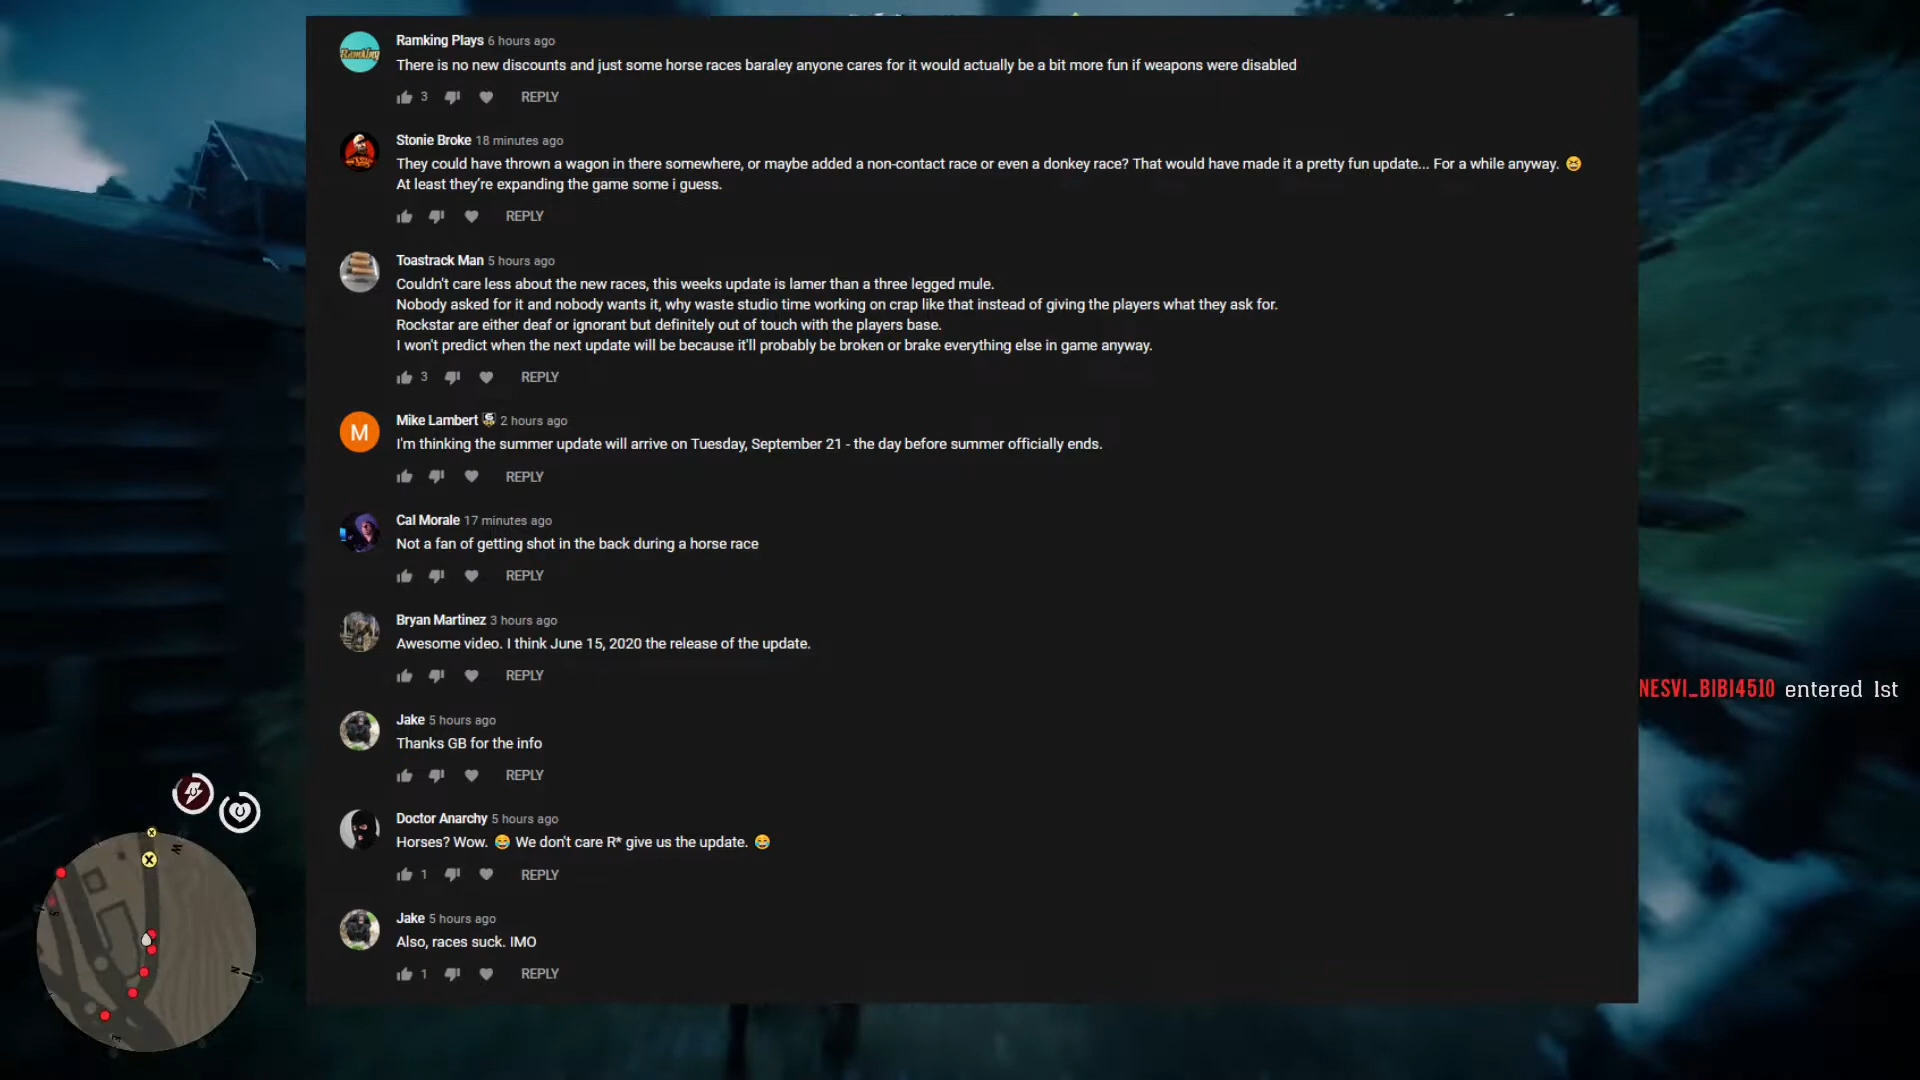 Ramking Plays 6 hours ago
There is no new discounts and just some horse races baraley anyone cares for it would actually be a bit more fun if weapons were disabled
3 REPLY
Stonie Broke 18 minutes ago
They could have thrown a wagon in there somewhere, or maybe added a non-contact race or even a donkey race? That would have made it a pretty fun update... For a while anyway. 😆
At least they're expanding the game some i guess.
REPLY
Toastrack Man 5 hours ago
Couldn't care less about the new races, this weeks update is lamer than a three legged mule.
Nobody asked for it and nobody wants it, why waste studio time working on crap like that instead of giving the players what they ask for.
Rockstar are either deaf or ignorant but definitely out of touch with the players base.
I won't predict when the next update will be because it'll probably be broken or brake everything else in game anyway.
3 REPLY
M
Mike Lambert 2 hours ago
I'm thinking the summer update will arrive on Tuesday, September 21 - the day before summer officially ends.
REPLY
Cal Morale 17 minutes ago
Not a fan of getting shot in the back during a horse race
REPLY
Bryan Martinez 3 hours ago
Awesome video. I think June 15, 2020 the release of the update.
REPLY
NESVI_BIBI4510 entered 1st
Jake 5 hours ago
Thanks GB for the info
REPLY
Doctor Anarchy 5 hours ago
Horses? Wow. 😂 We don't care R* give us the update. 😂
1 REPLY
Jake 5 hours ago
Also, races suck. IMO
1 REPLY